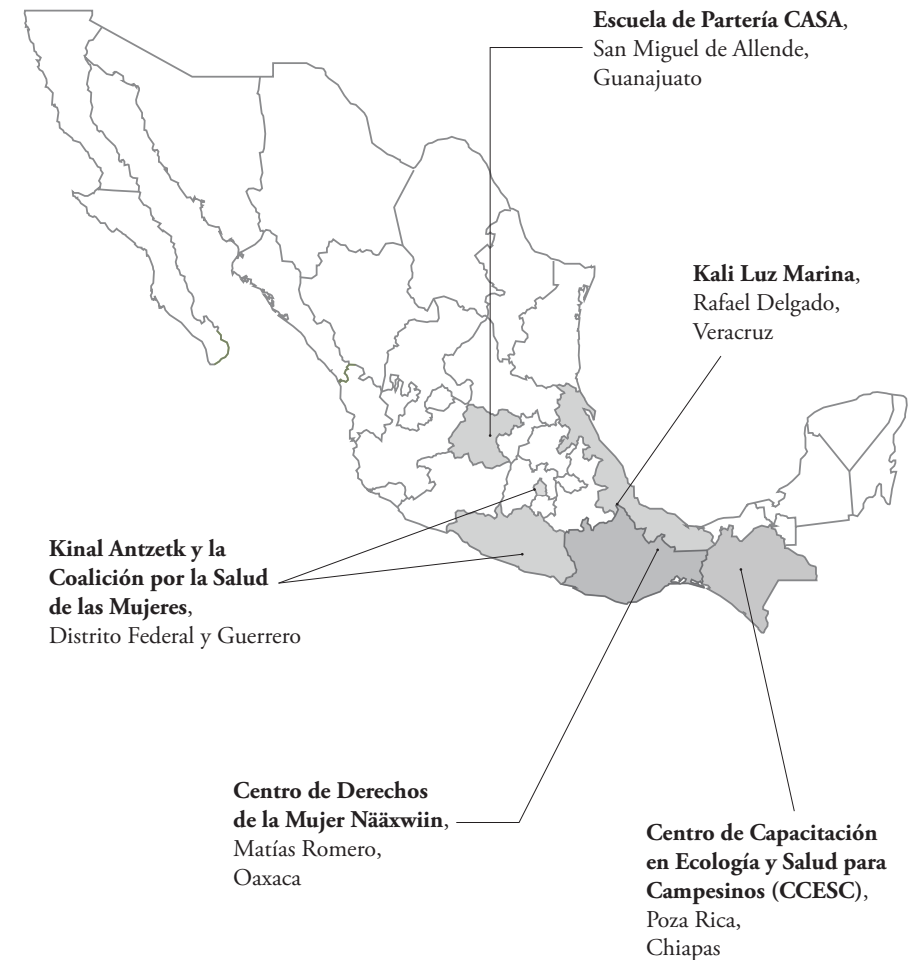 Escuela de Partería CASA,
San Miguel de Allende,
Guanajuato
Kali Luz Marina,
Rafael Delgado,
Veracruz
Kinal Antzetk y la
Coalición por la Salud
de las Mujeres,
Distrito Federal y Guerrero
Centro de Derechos
de la Mujer Nääxwiin,
Matías Romero,
Oaxaca
Centro de Capacitación
en Ecología y Salud para
Campesinos (CCESC),
Poza Rica,
Chiapas